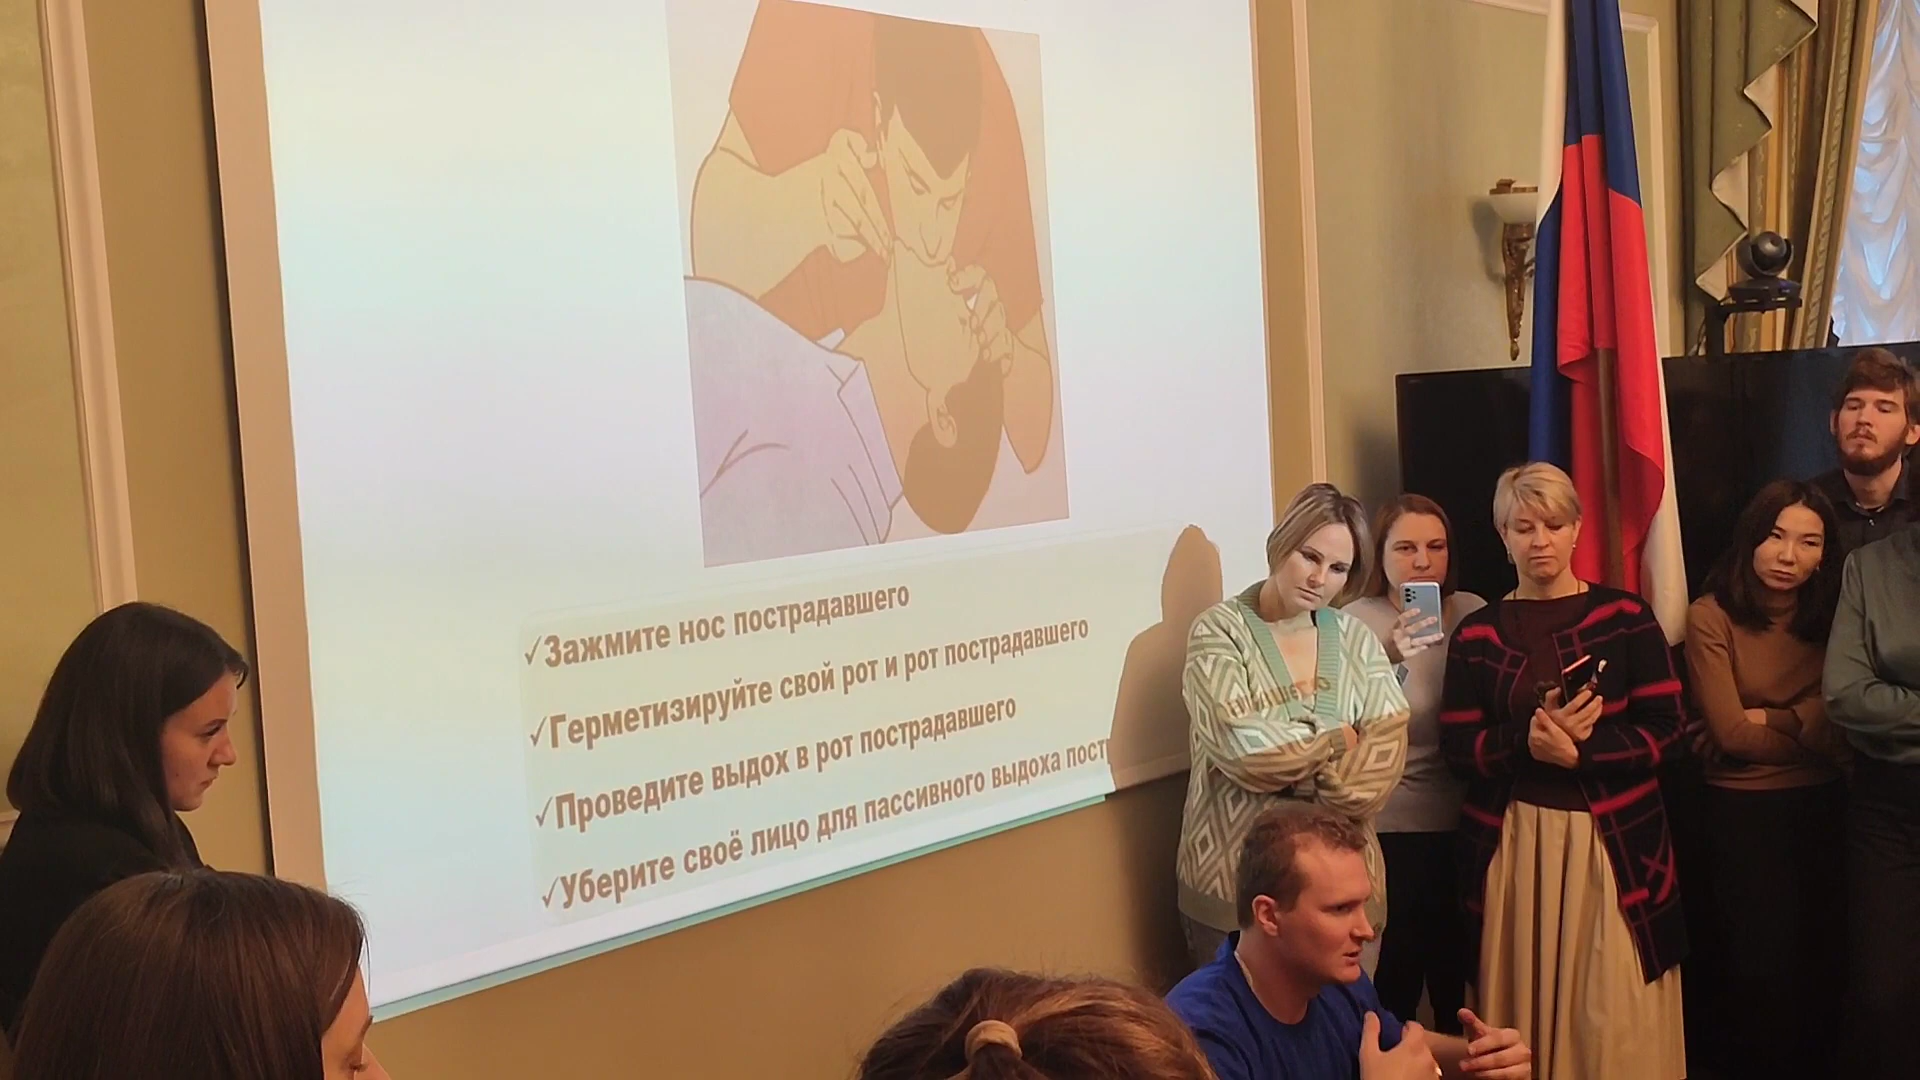 ✓Зажмите нос пострадавшего
✓Герметизируйте свой рот и рот пострадавшего
✓Проведите выдох в рот пострадавшего
✓Уберите своё лицо для пассивного выдоха пост